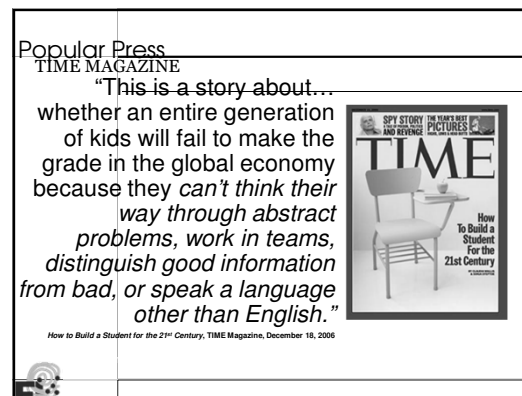 Popular Press
TIME MAGAZINE
“This is a story about…
whether an entire generation
of kids will fail to make the
grade in the global economy
because they can’t think their
way through abstract
problems, work in teams,
distinguish good information
from bad, or speak a language
other than English.”
How to Build a Student for the 21st Century, TIME Magazine, December 18, 2006
SPY STORY
AND REVENGE
THE YEAR'S BEST
PICTURES
TIME
How
To Build a
Student
For the
21st Century